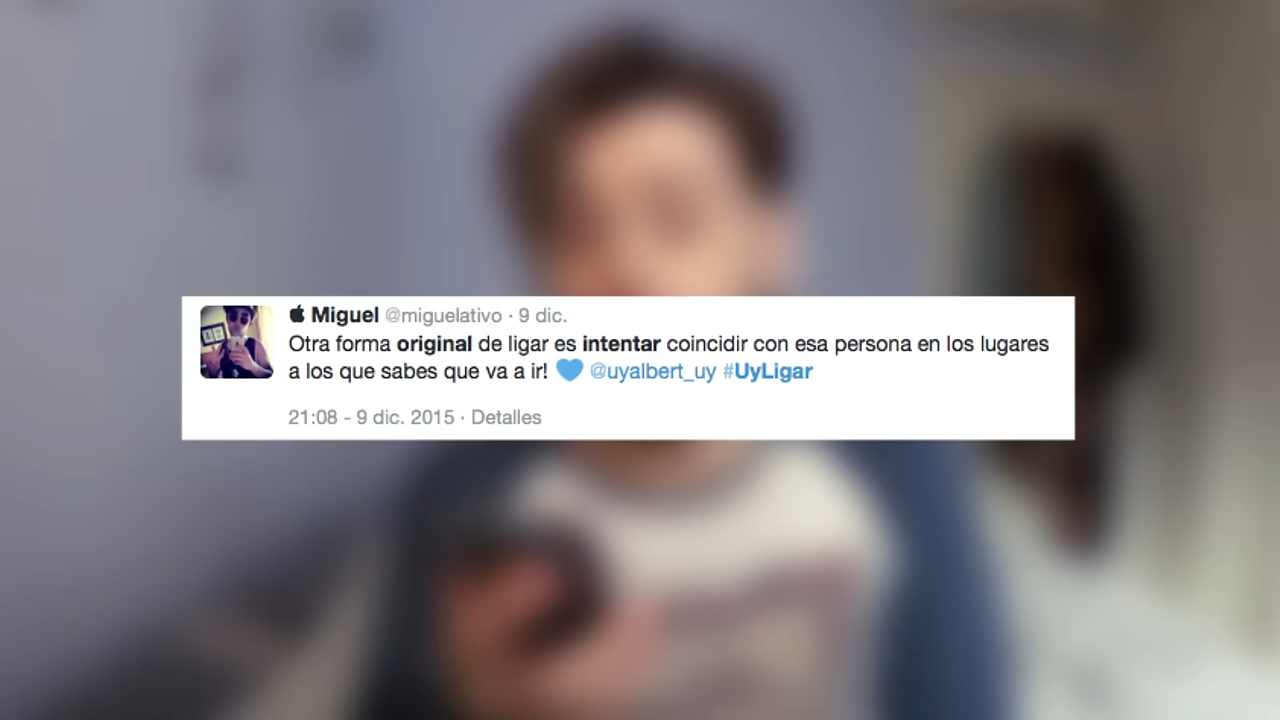 Miguel @miguelativo · 9 dic.
Otra forma original de ligar es intentar coincidir con esa persona en los lugares
a los que sabes que va a ir! 💙 @uyalbert_uy #UyLigar
21:08 - 9 dic. 2015 · Detalles